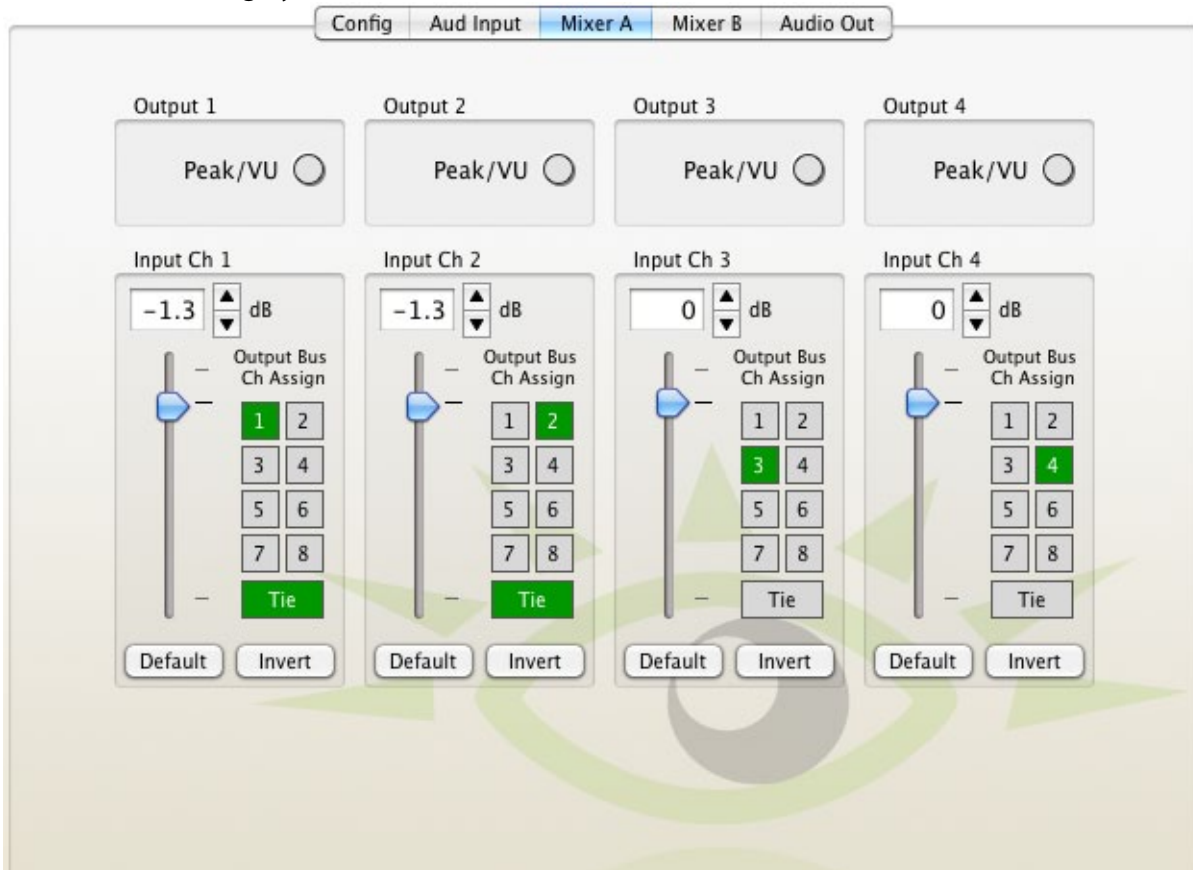 Config Aud Input Mixer A Mixer B Audio Out
Output 1 Output 2 Output 3 Output 4
Peak/VU Peak/VU Peak/VU Peak/VU
Input Ch 1 Input Ch 2 Input Ch 3 Input Ch 4
-1.3 dB -1.3 dB 0 dB 0 dB
Output Bus Output Bus Output Bus Output Bus
Ch Assign Ch Assign Ch Assign Ch Assign
1 2 1 2 1 2 1 2
3 4 3 4 3 4 3 4
5 6 5 6 5 6 5 6
7 8 7 8 7 8 7 8
Tie Tie Tie Tie
Default Invert Default Invert Default Invert Default Invert